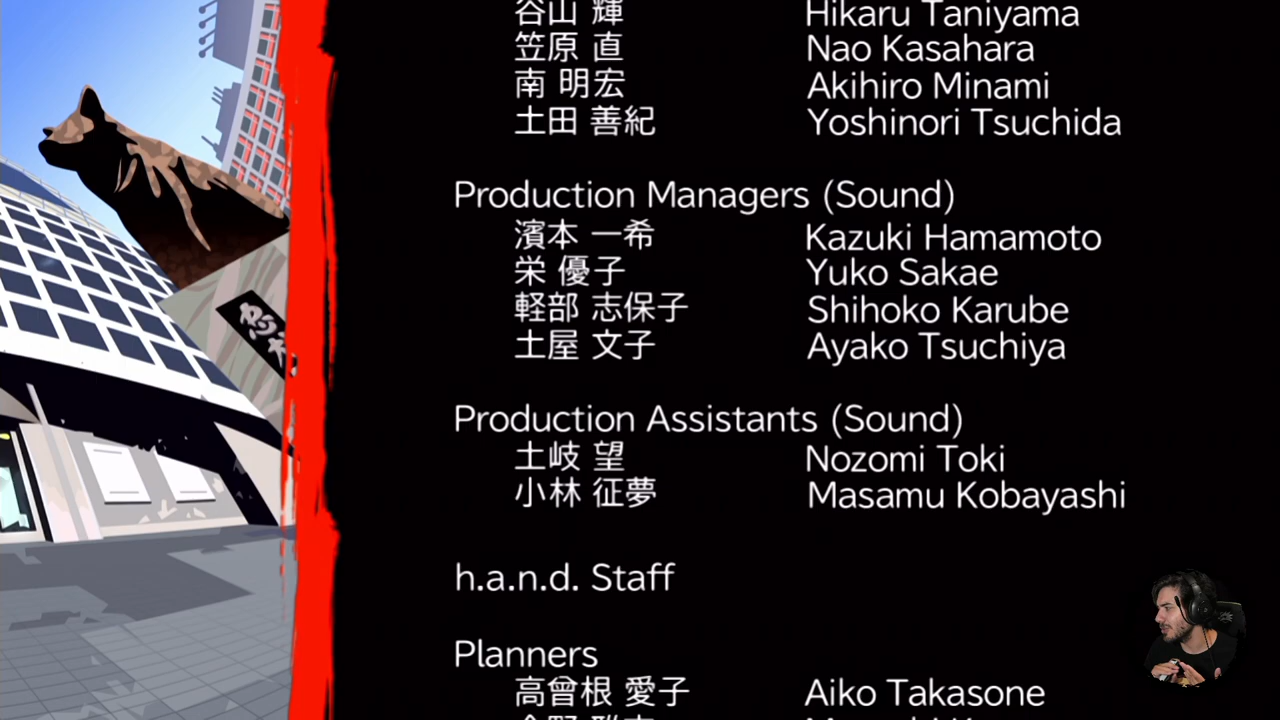 谷山 輝 Hikaru Taniyama
笠原 直 Nao Kasahara
南 明宏 Akihiro Minami
土田 善紀 Yoshinori Tsuchida
Production Managers (Sound)
濱本 一希 Kazuki Hamamoto
栄 優子 Yuko Sakae
軽部 志保子 Shihoko Karube
土屋 文子 Ayako Tsuchiya
Production Assistants (Sound)
土岐 望 Nozomi Toki
小林 征夢 Masamu Kobayashi
h.a.n.d. Staff
Planners
高曾根 愛子 Aiko Takasone